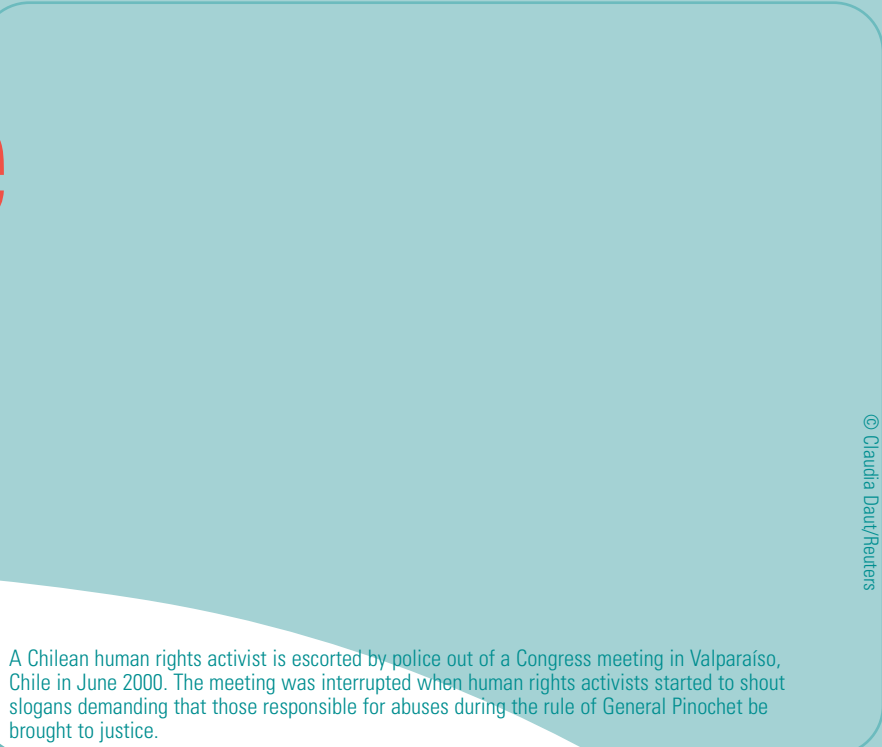 e
© Claudia Daut/Reuters
A Chilean human rights activist is escorted by police out of a Congress meeting in Valparaíso,
Chile in June 2000. The meeting was interrupted when human rights activists started to shout
slogans demanding that those responsible for abuses during the rule of General Pinochet be
brought to justice.